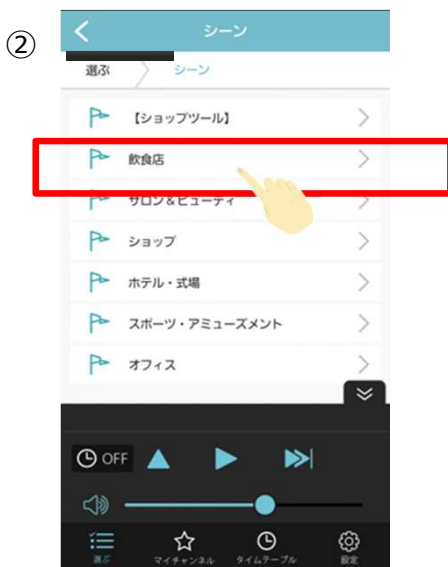 ②
シーン
選ぶ シーン
【ショップツール】
飲食店
サロン＆ビューティ
ショップ
ホテル・式場
スポーツ・アミューズメント
オフィス
OFF
選ぶ マイチャンネル タイムテーブル 設定